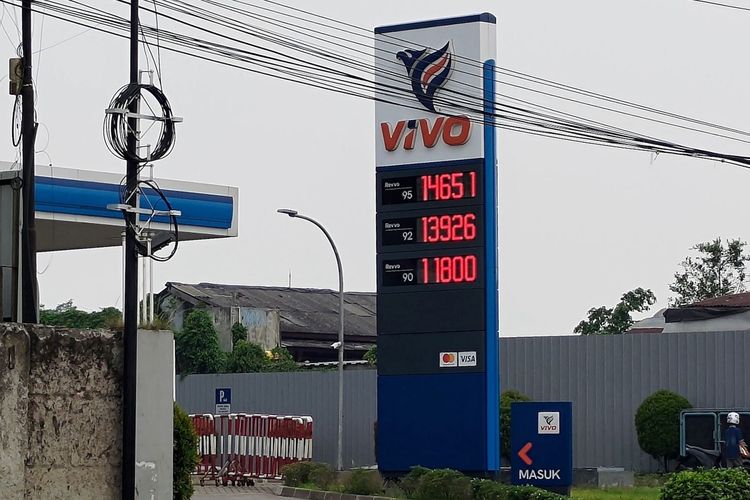 VIVO
Revvo 95 14651
Revvo 92 13926
Revvo 90 11800
VISA
P
VIVO
MASUK